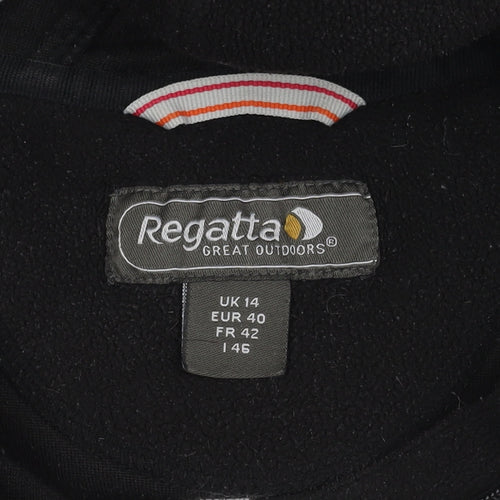 Regatta
GREAT OUTDOORS®
UK 14
EUR 40
FR 42
I 46